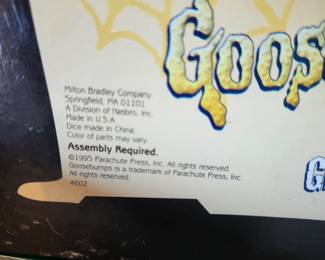 GOOS
Milton Bradley Company
Springfield, MA 01101
A Division of Hasbro, Inc.
Made in U.S.A.
Dice made in China.
Color of parts may vary.
Assembly Required.
©1995 Parachute Press, Inc. All rights reserved.
Goosebumps is a trademark of Parachute Press, Inc.
All rights reserved.
4602
G